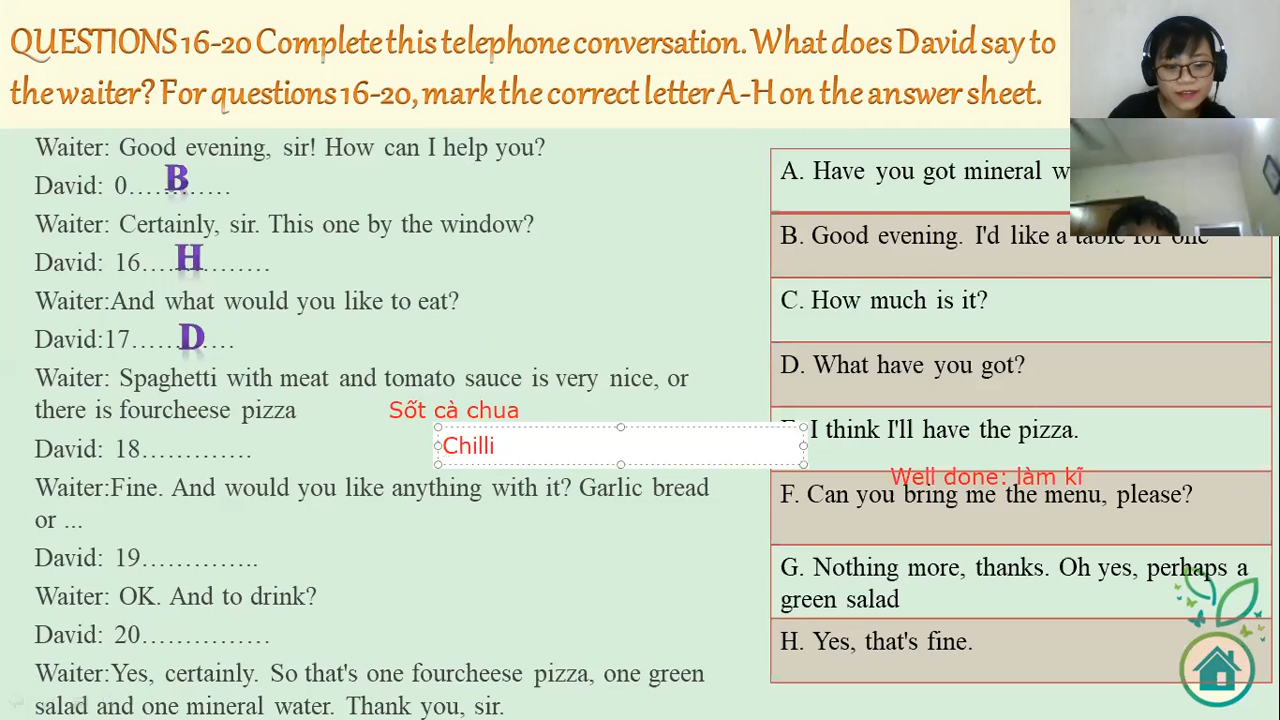 QUESTIONS 16-20 Complete this telephone conversation. What does David say to
the waiter? For questions 16-20, mark the correct letter A-H on the answer sheet.
Waiter: Good evening, sir! How can I help you?
David: 0…..B…….
Waiter: Certainly, sir. This one by the window?
David: 16….H……….
Waiter:And what would you like to eat?
David:17…..D…..
Waiter: Spaghetti with meat and tomato sauce is very nice, or
there is fourcheese pizza
Sốt cà chua
Chilli
David: 18………….
Waiter:Fine. And would you like anything with it? Garlic bread
or ...
David: 19…………..
Waiter: OK. And to drink?
David: 20……………
Waiter:Yes, certainly. So that's one fourcheese pizza, one green
salad and one mineral water. Thank you, sir.
A. Have you got mineral
B. Good evening. I'd like a table for one
C. How much is it?
D. What have you got?
I think I'll have the pizza.
Well done: làm kĩ
F. Can you bring me the menu, please?
G. Nothing more, thanks. Oh yes, perhaps a
green salad
H. Yes, that's fine.